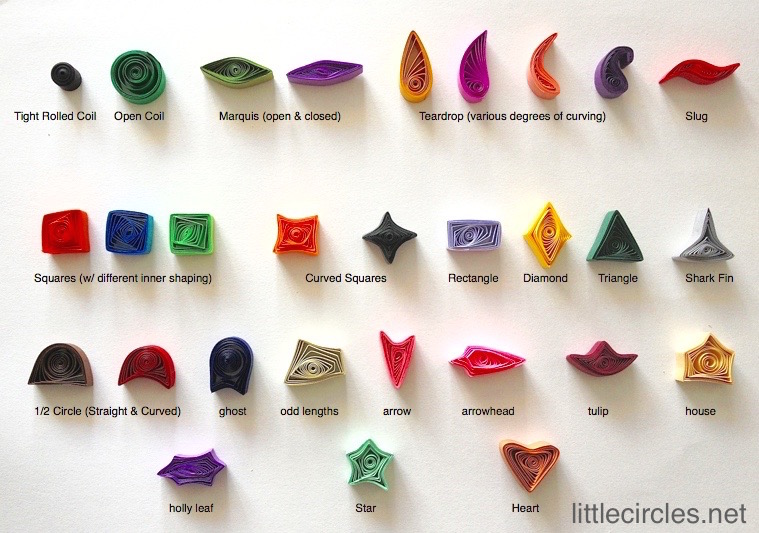 Tight Rolled Coil
Open Coil
Marquis (open & closed)
Teardrop (various degrees of curving)
Slug
Squares (w/ different inner shaping)
Curved Squares
Rectangle
Diamond
Triangle
Shark Fin
1/2 Circle (Straight & Curved)
ghost
odd lengths
arrow
arrowhead
tulip
house
holly leaf
Star
Heart
littlecircles.net